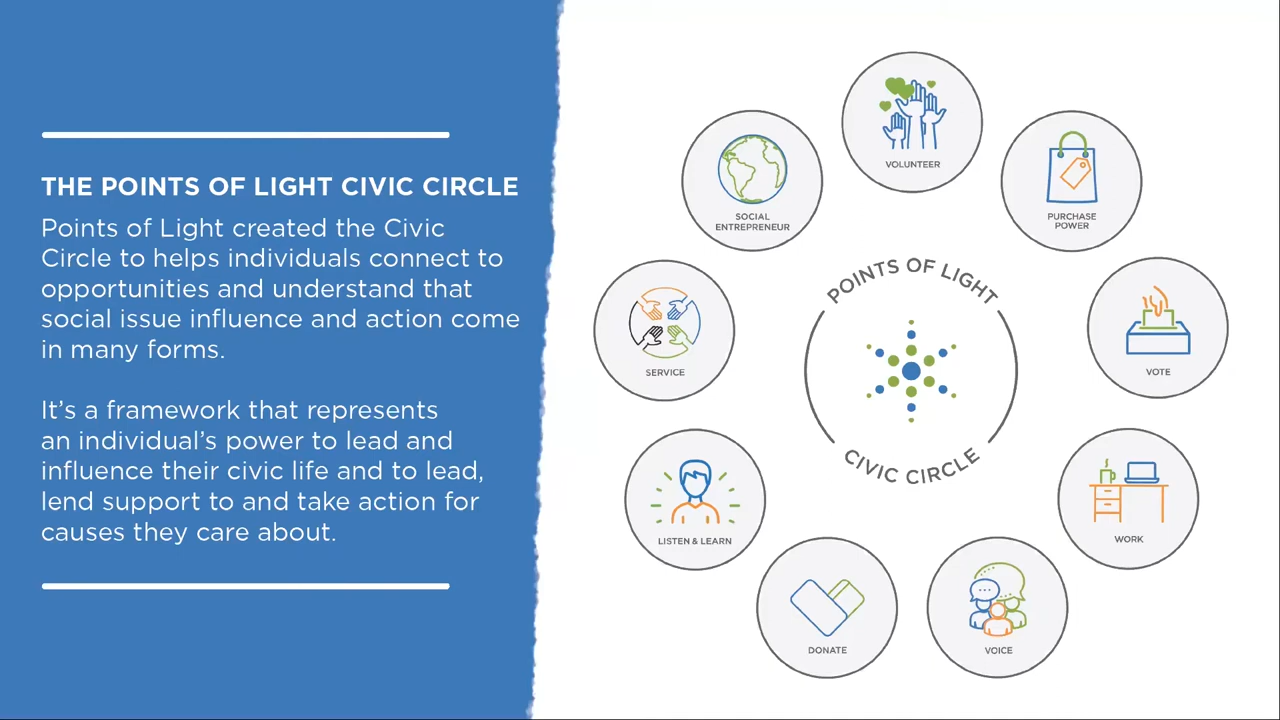 THE POINTS OF LIGHT CIVIC CIRCLE
Points of Light created the Civic
Circle to helps individuals connect to
opportunities and understand that
social issue influence and action come
in many forms.
It's a framework that represents
an individual's power to lead and
influence their civic life and to lead,
lend support to and take action for
causes they care about.
VOLUNTEER
PURCHASE
POWER
VOTE
WORK
VOICE
DONATE
LISTEN & LEARN
SERVICE
SOCIAL
ENTREPRENEUR
POINTS OF LIGHT
CIVIC CIRCLE